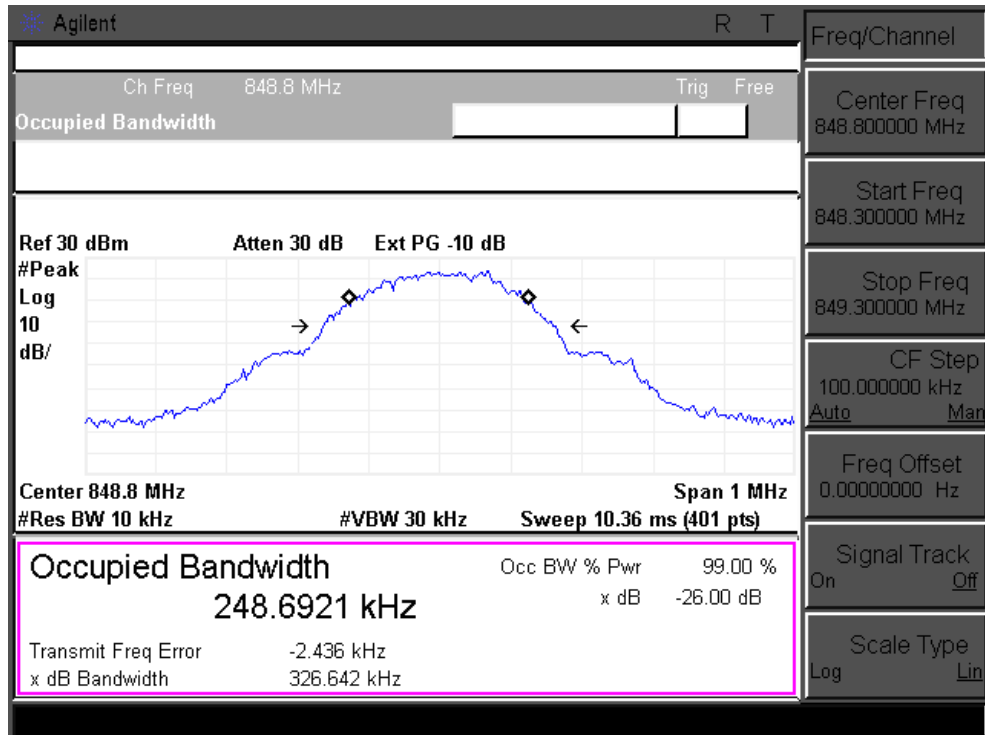 Agilent R T
Freq/Channel
Ch Freq 848.8 MHz Trig Free
Occupied Bandwidth
Center Freq
848.800000 MHz
Start Freq
848.300000 MHz
Stop Freq
849.300000 MHz
CF Step
100.000000 kHz
Auto Man
Freq Offset
0.00000000 Hz
Signal Track
On Off
Scale Type
Log Lin
Ref 30 dBm Atten 30 dB Ext PG -10 dB
#Peak
Log
10
dB/
Center 848.8 MHz Span 1 MHz
#Res BW 10 kHz #VBW 30 kHz Sweep 10.36 ms (401 pts)
Occupied Bandwidth Occ BW % Pwr 99.00 %
248.6921 kHz x dB -26.00 dB
Transmit Freq Error -2.436 kHz
x dB Bandwidth 326.642 kHz